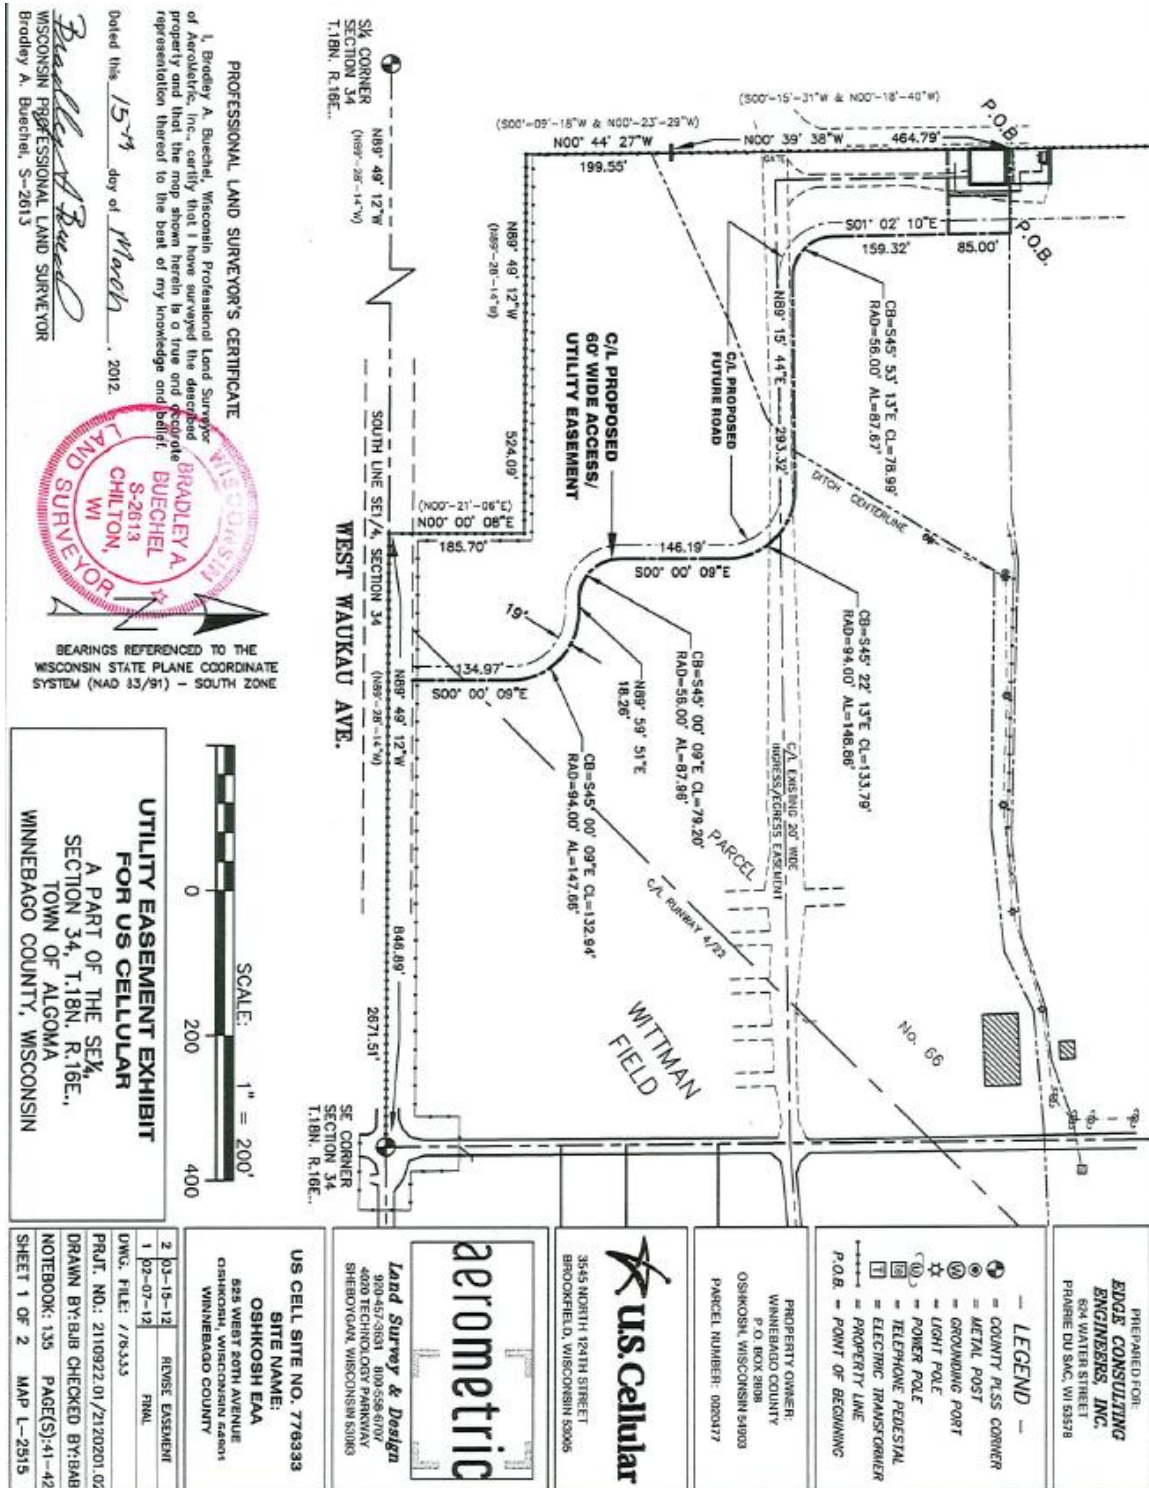 PROFESSIONAL LAND SURVEYOR'S CERTIFICATE
I, Bradley A. Buechel, Wisconsin Professional Land Surveyor
of AeroMetric, Inc., certify that I have surveyed the described
property and that the map shown herein is a true and accurate
representation thereof to the best of my knowledge and belief.
Dated this 15th day of March, 2012.
WISCONSIN PROFESSIONAL LAND SURVEYOR
Bradley A. Buechel, S-2613
WISCONSIN
BRADLEY A.
BUECHEL
S-2613
CHILTON,
WI
LAND SURVEYOR
N
BEARINGS REFERENCED TO THE
WISCONSIN STATE PLANE COORDINATE
SYSTEM (NAD 83/91) – SOUTH ZONE
S¼ CORNER
SECTION 34
T.18N. R.16E.
N89° 49' 12"W
(N89°-28'-14"W)
(S00°-09'-18"W & N00°-23'-29"W)
N00° 44' 27"W
199.55'
(S00°-15'-31"W & N00°-18'-40"W)
N00° 39' 38"W
464.79'
P.O.B.
P.O.B.
GATE
S01° 02' 10"E
159.32'
85.00'
N89° 49' 12"W
(N89°-28'-14"W)
524.09'
C/L PROPOSED
60' WIDE ACCESS/
UTILITY EASEMENT
C/L PROPOSED
FUTURE ROAD
N89° 15' 44"E
293.32'
CB=S45° 53' 13"E CL=78.99'
RAD=56.00' AL=87.67'
DITCH CENTERLINE
SOUTH LINE SE1/4, SECTION 34
(N00°-21'-06"E)
N00° 00' 08"E
185.70'
146.19'
S00° 00' 09"E
WEST WAUKAU AVE.
19'
134.97'
S00° 00' 09"E
N89° 49' 12"W
(N89°-28'-14"W)
N89° 59' 51"E
18.26'
CB=S45° 00' 09"E CL=79.20'
RAD=56.00' AL=87.96'
CB=S45° 22' 13"E CL=133.79'
RAD=94.00' AL=148.86'
CB=S45° 00' 09"E CL=132.94'
RAD=94.00' AL=147.66'
C/L EXISTING 20' WIDE
INGRESS/EGRESS EASEMENT
PARCEL
C/L RUNWAY 4/22
No. 66
WITTMAN
FIELD
846.89'
2671.51'
SE CORNER
SECTION 34
T.18N. R.16E.
SCALE: 1" = 200'
0 200 400
UTILITY EASEMENT EXHIBIT
FOR US CELLULAR
A PART OF THE SE¼,
SECTION 34, T.18N. R.16E.,
TOWN OF ALGOMA
WINNEBAGO COUNTY, WISCONSIN
PREPARED FOR:
EDGE CONSULTING
ENGINEERS, INC.
624 WATER STREET
PRAIRIE DU SAC, WI 53578
— LEGEND —
= COUNTY PLSS CORNER
= METAL POST
W = GROUNDING PORT
= LIGHT POLE
= POWER POLE
= TELEPHONE PEDESTAL
T = ELECTRIC TRANSFORMER
= PROPERTY LINE
P.O.B. = POINT OF BEGINNING
PROPERTY OWNER:
WINNEBAGO COUNTY
P.O. BOX 2808
OSHKOSH, WISCONSIN 54903
PARCEL NUMBER: 0020477
U.S. Cellular
3545 NORTH 124TH STREET
BROOKFIELD, WISCONSIN 53005
aerometric
Land Survey & Design
920-457-3631 800-558-6707
4020 TECHNOLOGY PARKWAY
SHEBOYGAN, WISCONSIN 53083
US CELL SITE NO. 776333
SITE NAME:
OSHKOSH EAA
525 WEST 20TH AVENUE
OSHKOSH, WISCONSIN 54901
WINNEBAGO COUNTY
2 03-15-12 REVISE EASEMENT
1 02-07-12 FINAL
DWG. FILE: 776333
PRJT. NO.: 2110922.01/2120201.02
DRAWN BY:BJB CHECKED BY:BAB
NOTEBOOK: 135 PAGE(S):41-42
SHEET 1 OF 2 MAP L-2515